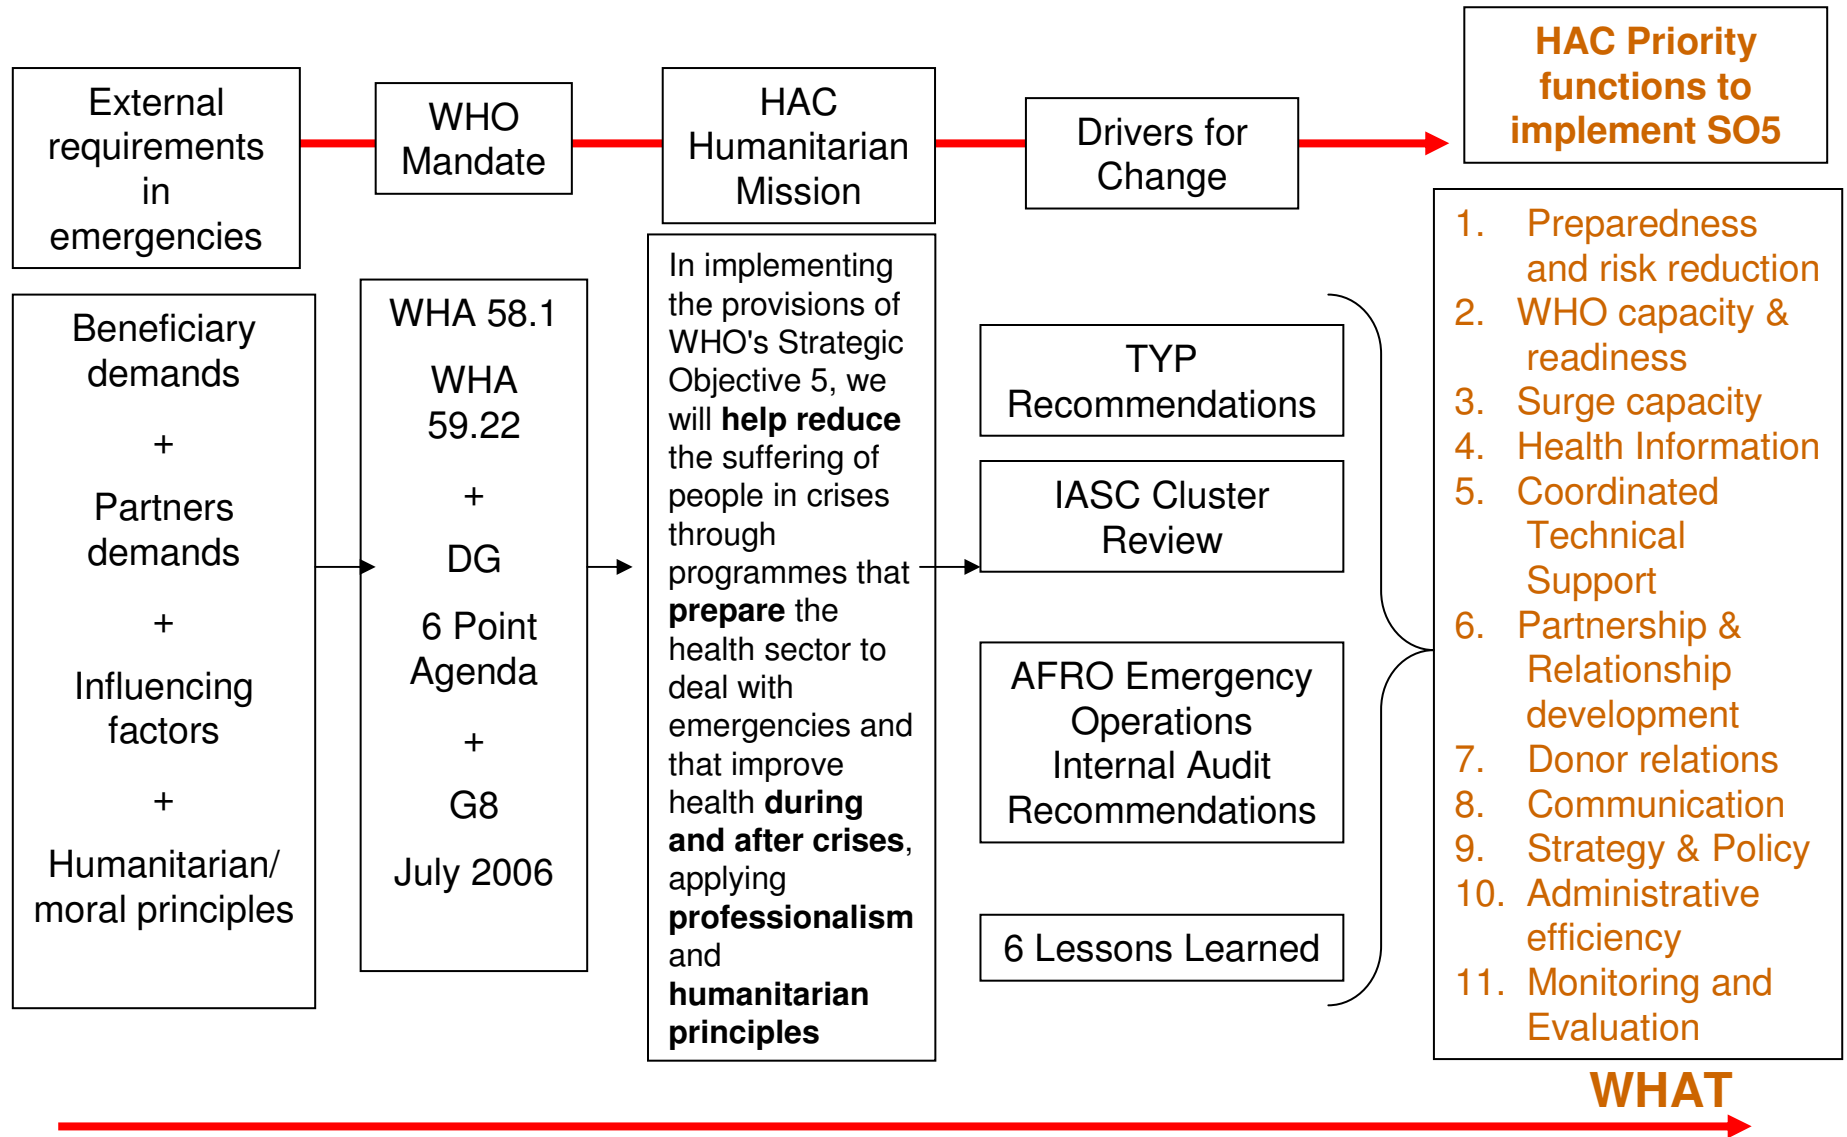 External
requirements
in
emergencies
WHO
Mandate
HAC
Humanitarian
Mission
Drivers for
Change
HAC Priority
functions to
implement SO5
Beneficiary
demands
+
Partners
demands
+
Influencing
factors
+
Humanitarian/
moral principles
WHA 58.1
WHA
59.22
+
DG
6 Point
Agenda
+
G8
July 2006
In implementing
the provisions of
WHO's Strategic
Objective 5, we
will help reduce
the suffering of
people in crises
through
programmes that
prepare the
health sector to
deal with
emergencies and
that improve
health during
and after crises,
applying
professionalism
and
humanitarian
principles
TYP
Recommendations
IASC Cluster
Review
AFRO Emergency
Operations
Internal Audit
Recommendations
6 Lessons Learned
1. Preparedness
and risk reduction
2. WHO capacity &
readiness
3. Surge capacity
4. Health Information
5. Coordinated
Technical
Support
6. Partnership &
Relationship
development
7. Donor relations
8. Communication
9. Strategy & Policy
10. Administrative
efficiency
11. Monitoring and
Evaluation
WHAT